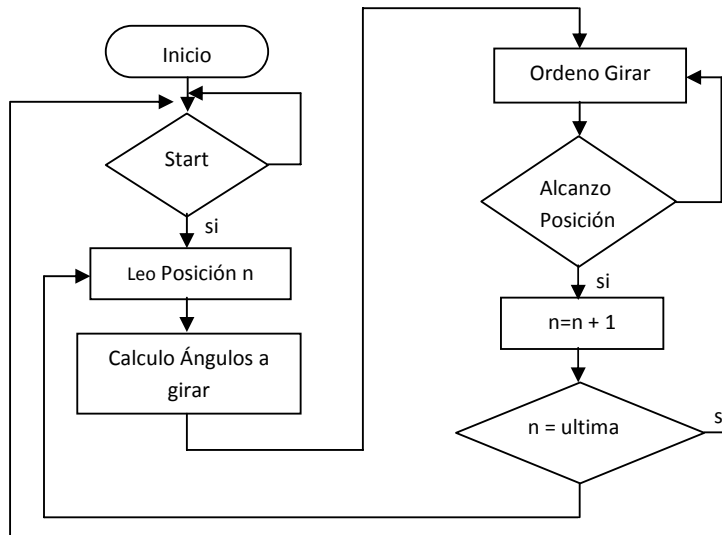 Inicio
Start
si
Leo Posición n
Calculo Ángulos a
girar
Ordeno Girar
Alcanzo
Posición
si
n=n + 1
n = ultima
s